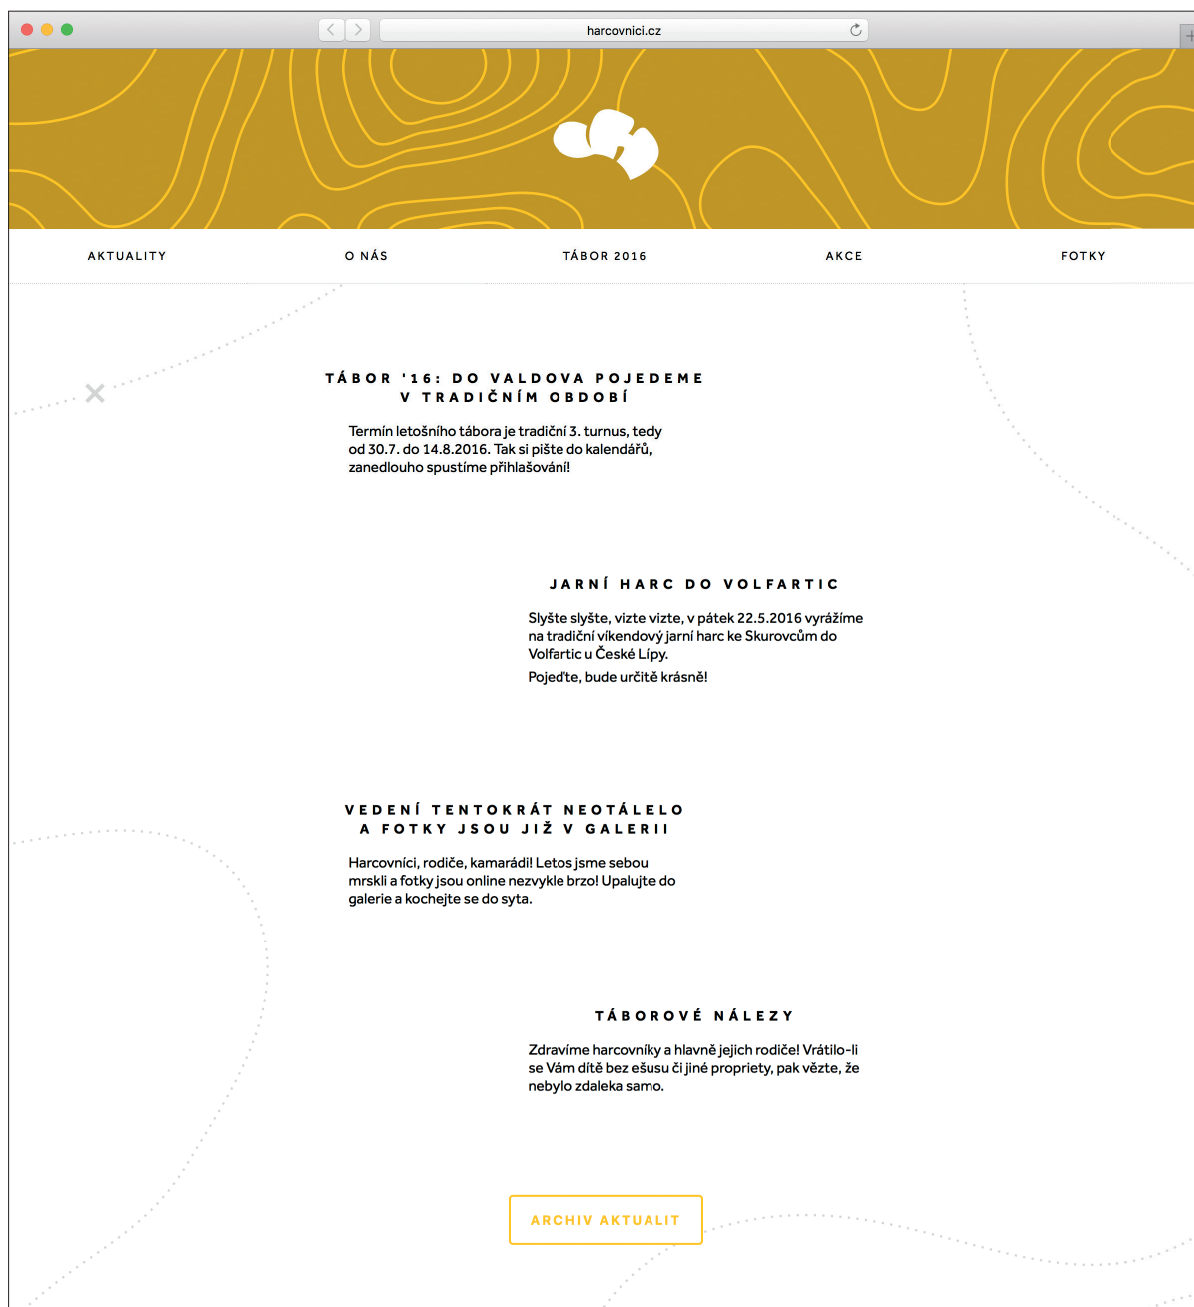 harcovnici.cz
AKTUALITY
O NÁS
TÁBOR 2016
AKCE
FOTKY
TÁBOR '16: DO VALDOVA POJEDEME
V TRADIČNÍM OBDOBÍ
Termín letošního tábora je tradiční 3. turnus, tedy
od 30.7. do 14.8.2016. Tak si pište do kalendářů,
zanedlouho spustíme přihlašování!
JARNÍ HARC DO VOLFARTIC
Slyšte slyšte, vizte vizte, v pátek 22.5.2016 vyrážíme
na tradiční víkendový jarní harc ke Skurovcům do
Volfartic u České Lípy.
Pojeďte, bude určitě krásně!
VEDENÍ TENTOKRÁT NEOTÁLELO
A FOTKY JSOU JIŽ V GALERII
Harcovníci, rodiče, kamarádi! Letos jsme sebou
mrskli a fotky jsou online nezvykle brzo! Upalujte do
galerie a kochejte se do syta.
TÁBOROVÉ NÁLEZY
Zdravíme harcovníky a hlavně jejich rodiče! Vrátilo-li
se Vám dítě bez ešusu či jiné propriety, pak vězte, že
nebylo zdaleka samo.
ARCHIV AKTUALIT